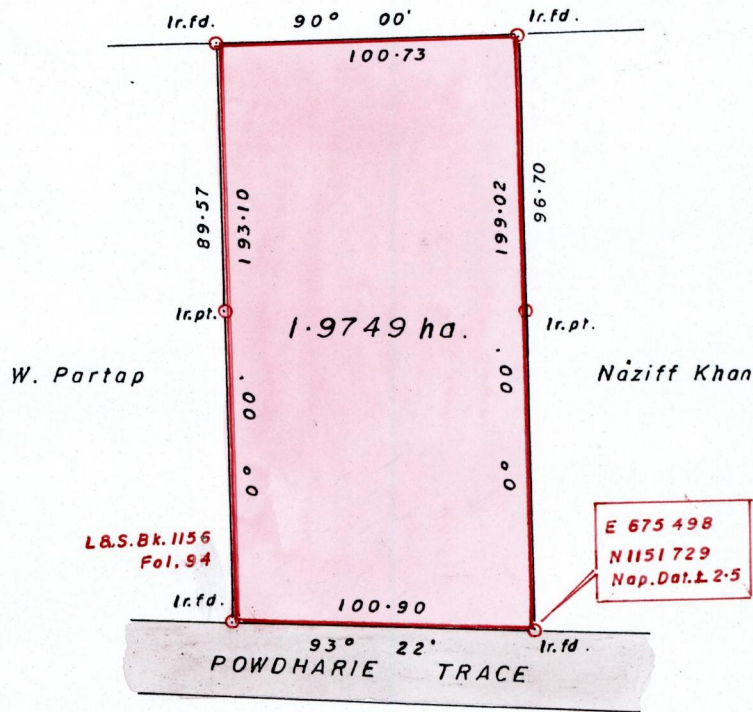 Ir.fd. 90° 00' Ir.fd.
100·73
89·57
193·10
199·02
96·70
Ir.pt. Ir.pt.
1·9749 ha.
W. Partap
Naziff Khan
0° 00'
0° 00'
L&S.Bk.1156
Fol.94
E 675 498
N 1151 729
Nap.Dat.± 2·5
Ir.fd. Ir.fd.
100·90
93° 22'
POWDHARIE TRACE